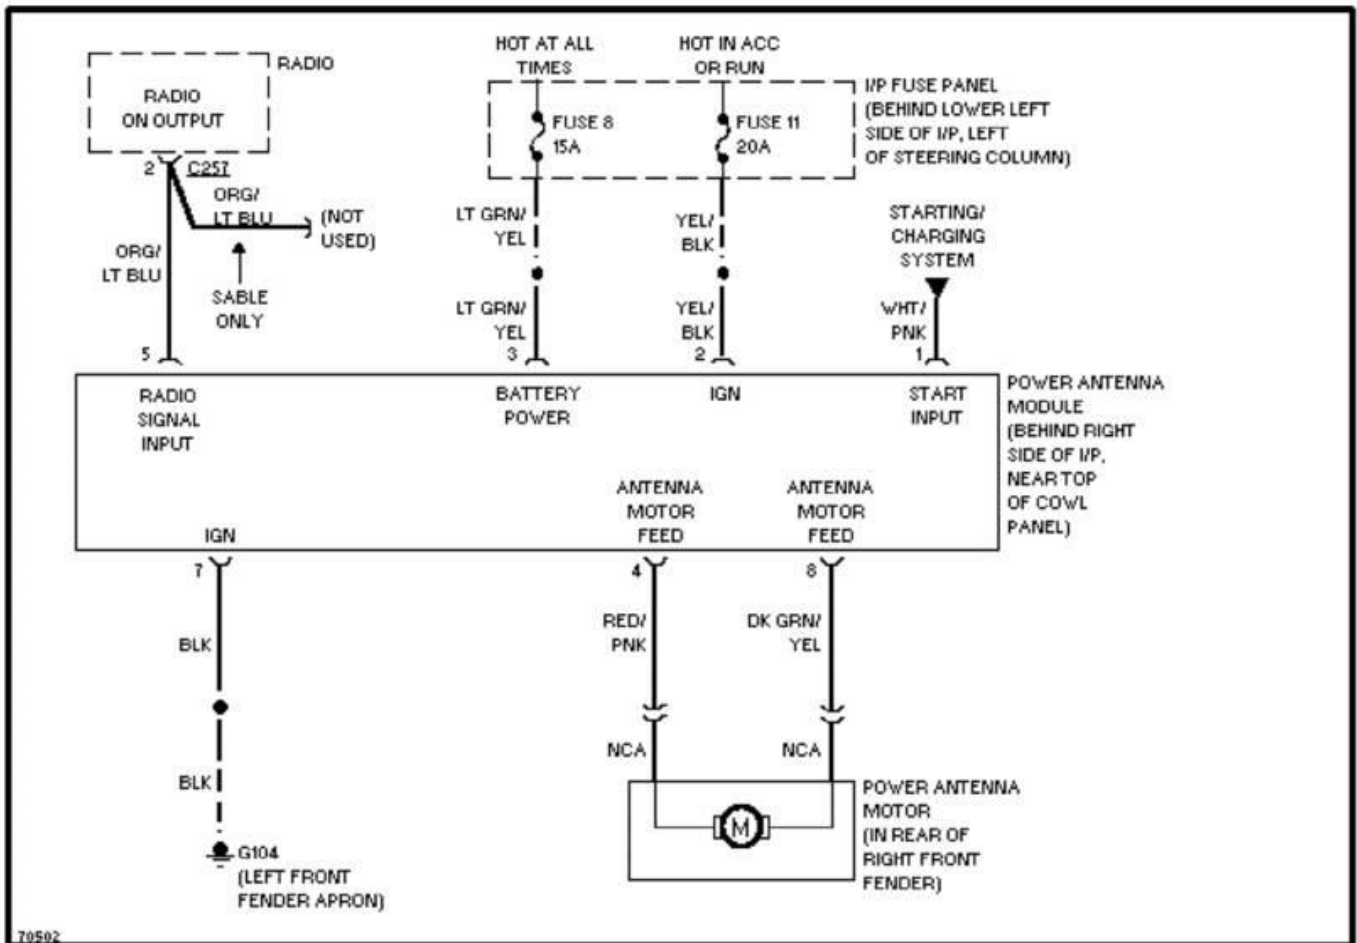 RADIO
ON OUTPUT
RADIO
2
C257
ORG/
LT BLU
(NOT
USED)
ORG/
LT BLU
SABLE
ONLY
5
HOT AT ALL
TIMES
HOT IN ACC
OR RUN
FUSE 8
15A
FUSE 11
20A
I/P FUSE PANEL
(BEHIND LOWER LEFT
SIDE OF I/P, LEFT
OF STEERING COLUMN)
LT GRN/
YEL
YEL/
BLK
STARTING/
CHARGING
SYSTEM
LT GRN/
YEL
YEL/
BLK
WHT/
PNK
3
2
1
RADIO
SIGNAL
INPUT
BATTERY
POWER
IGN
START
INPUT
POWER ANTENNA
MODULE
(BEHIND RIGHT
SIDE OF I/P,
NEAR TOP
OF COWL
PANEL)
IGN
ANTENNA
MOTOR
FEED
ANTENNA
MOTOR
FEED
7
4
8
BLK
RED/
PNK
DK GRN/
YEL
BLK
NCA
NCA
G104
(LEFT FRONT
FENDER APRON)
M
POWER ANTENNA
MOTOR
(IN REAR OF
RIGHT FRONT
FENDER)
70502